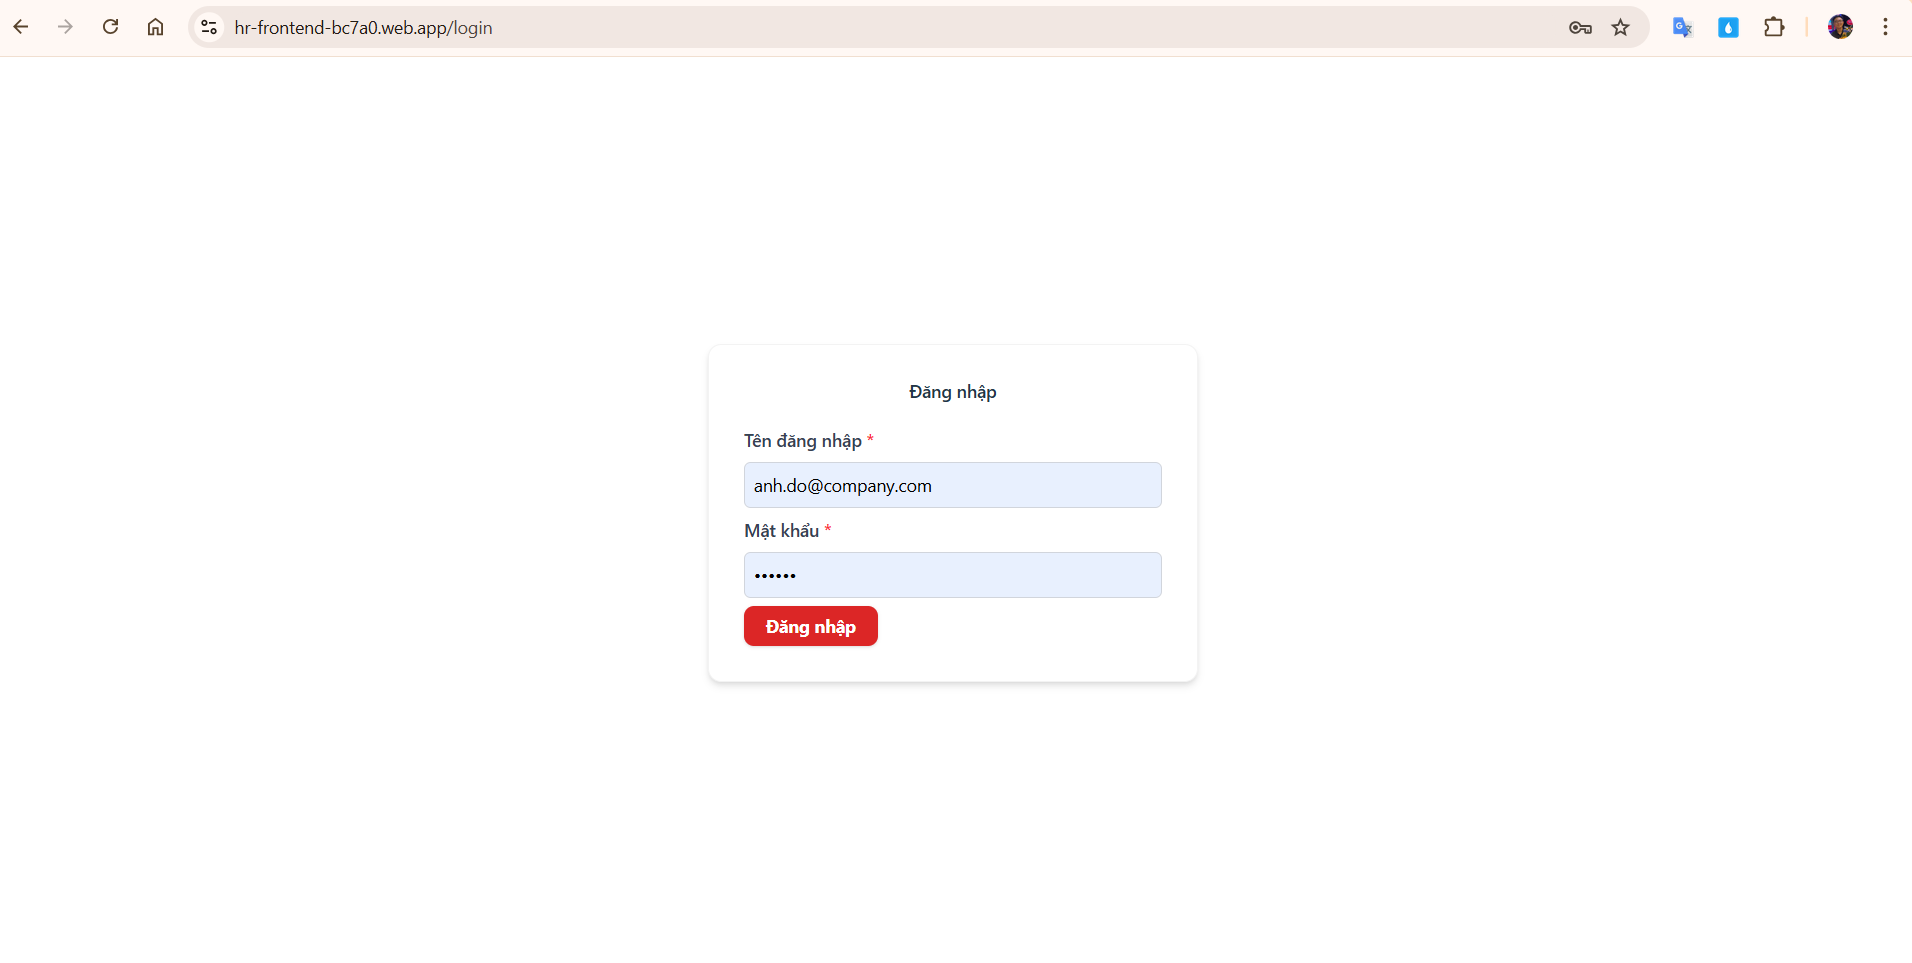 hr-frontend-bc7a0.web.app/login
Đăng nhập
Tên đăng nhập *
anh.do@company.com
Mật khẩu *
••••••
Đăng nhập